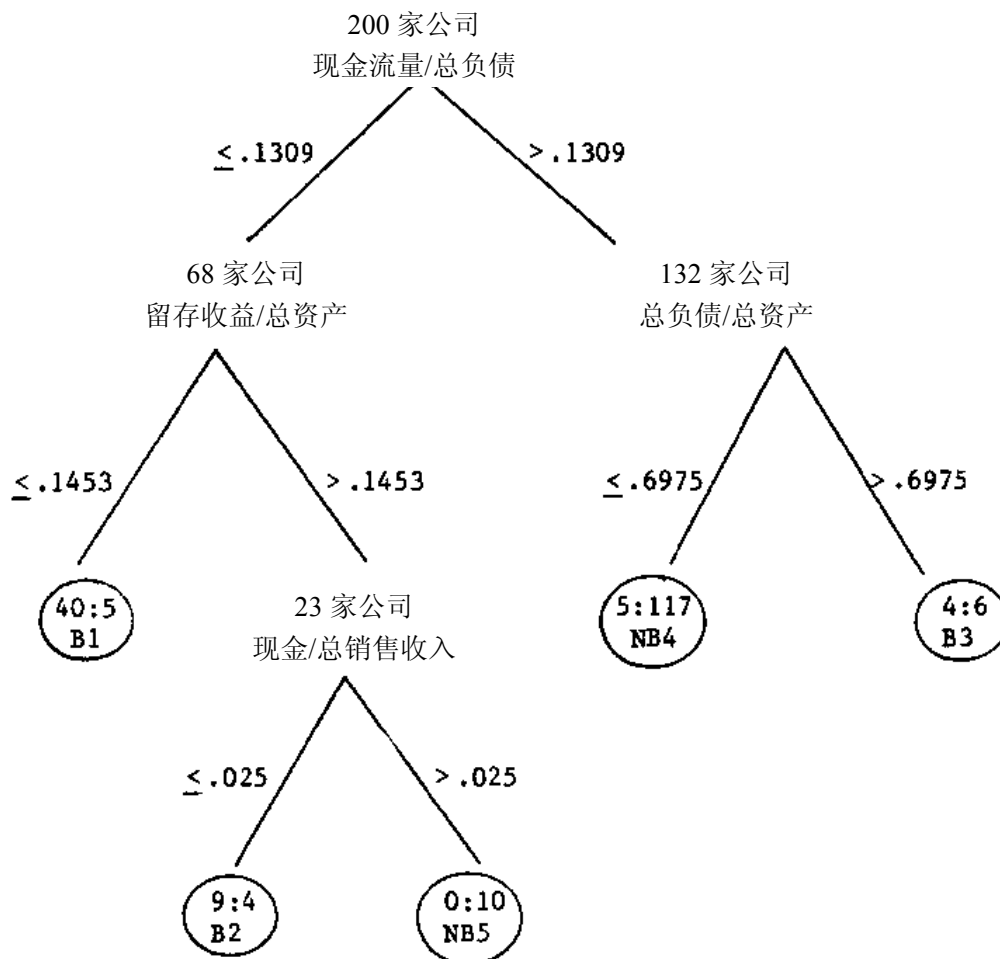 200 家公司
现金流量/总负债
≤.1309
>.1309
68 家公司
留存收益/总资产
132 家公司
总负债/总资产
≤.1453
>.1453
≤.6975
>.6975
40:5
B1
23 家公司
现金/总销售收入
5:117
NB4
4:6
B3
≤.025
>.025
9:4
B2
0:10
NB5